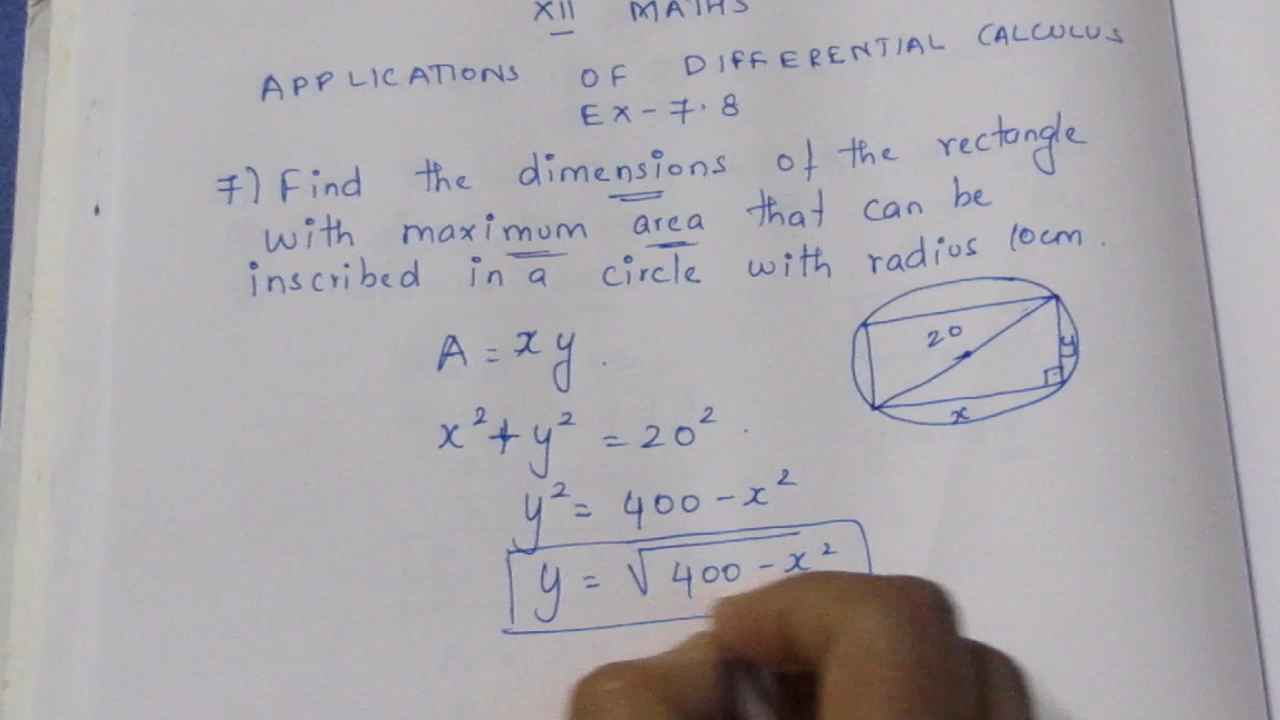 XII MATHS
APPLICATIONS OF DIFFERENTIAL CALCULUS
EX-7.8
7) Find the dimensions of the rectangle
with maximum area that can be
inscribed in a circle with radius 10cm.
20
y
x
A = xy.
x²+y² = 20².
y² = 400 - x²
y = √400 - x²